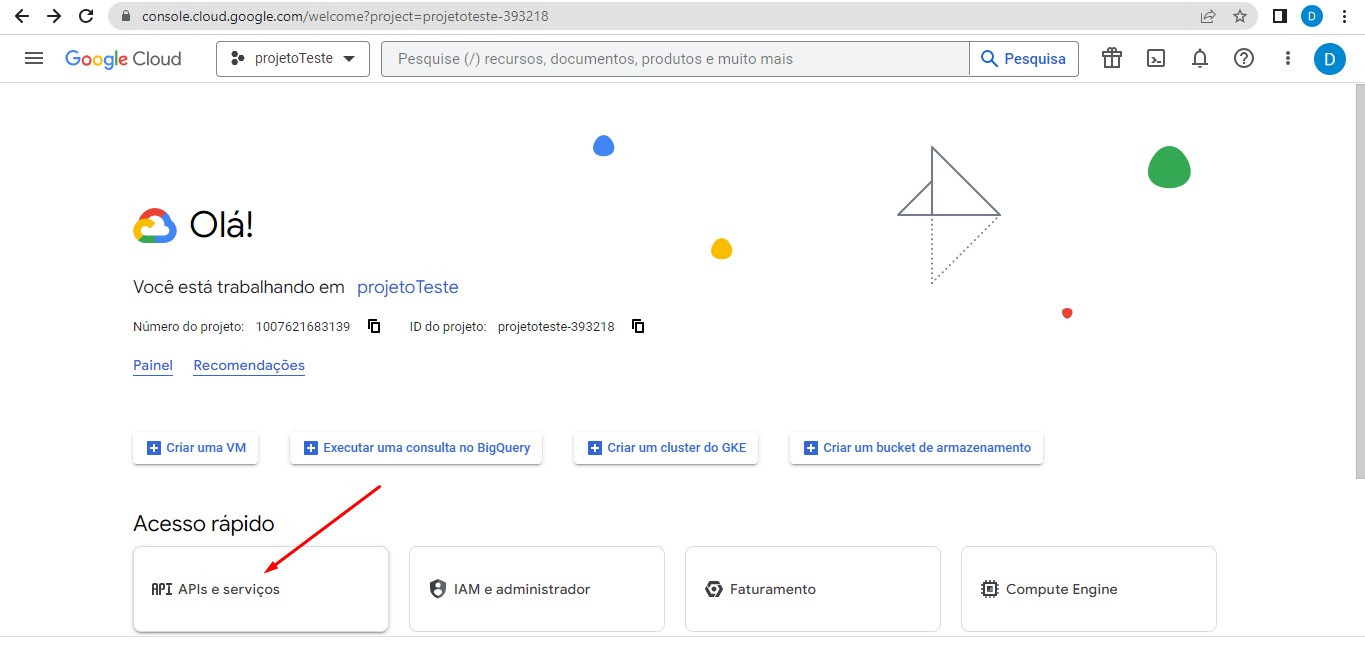 console.cloud.google.com/welcome?project=projetoteste-393218
D
Google Cloud
projetoTeste
Pesquise (/) recursos, documentos, produtos e muito mais
Pesquisa
D
Olá!
Você está trabalhando em projetoTeste
Número do projeto: 1007621683139 ID do projeto: projetoteste-393218
Painel Recomendações
Criar uma VM Executar uma consulta no BigQuery Criar um cluster do GKE Criar um bucket de armazenamento
Acesso rápido
API APIs e serviços IAM e administrador Faturamento Compute Engine